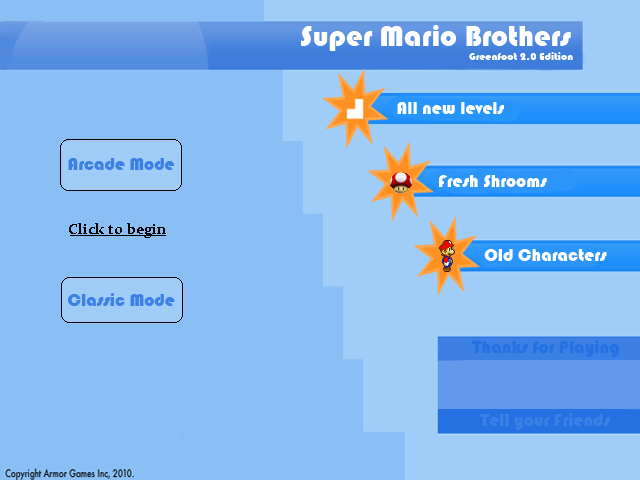 Super Mario Brothers
Greenfoot 2.0 Edition
All new levels
Arcade Mode
Fresh Shrooms
Click to begin
Old Characters
Classic Mode
Thanks for Playing
Tell your Friends
Copyright Armor Games Inc, 2010.